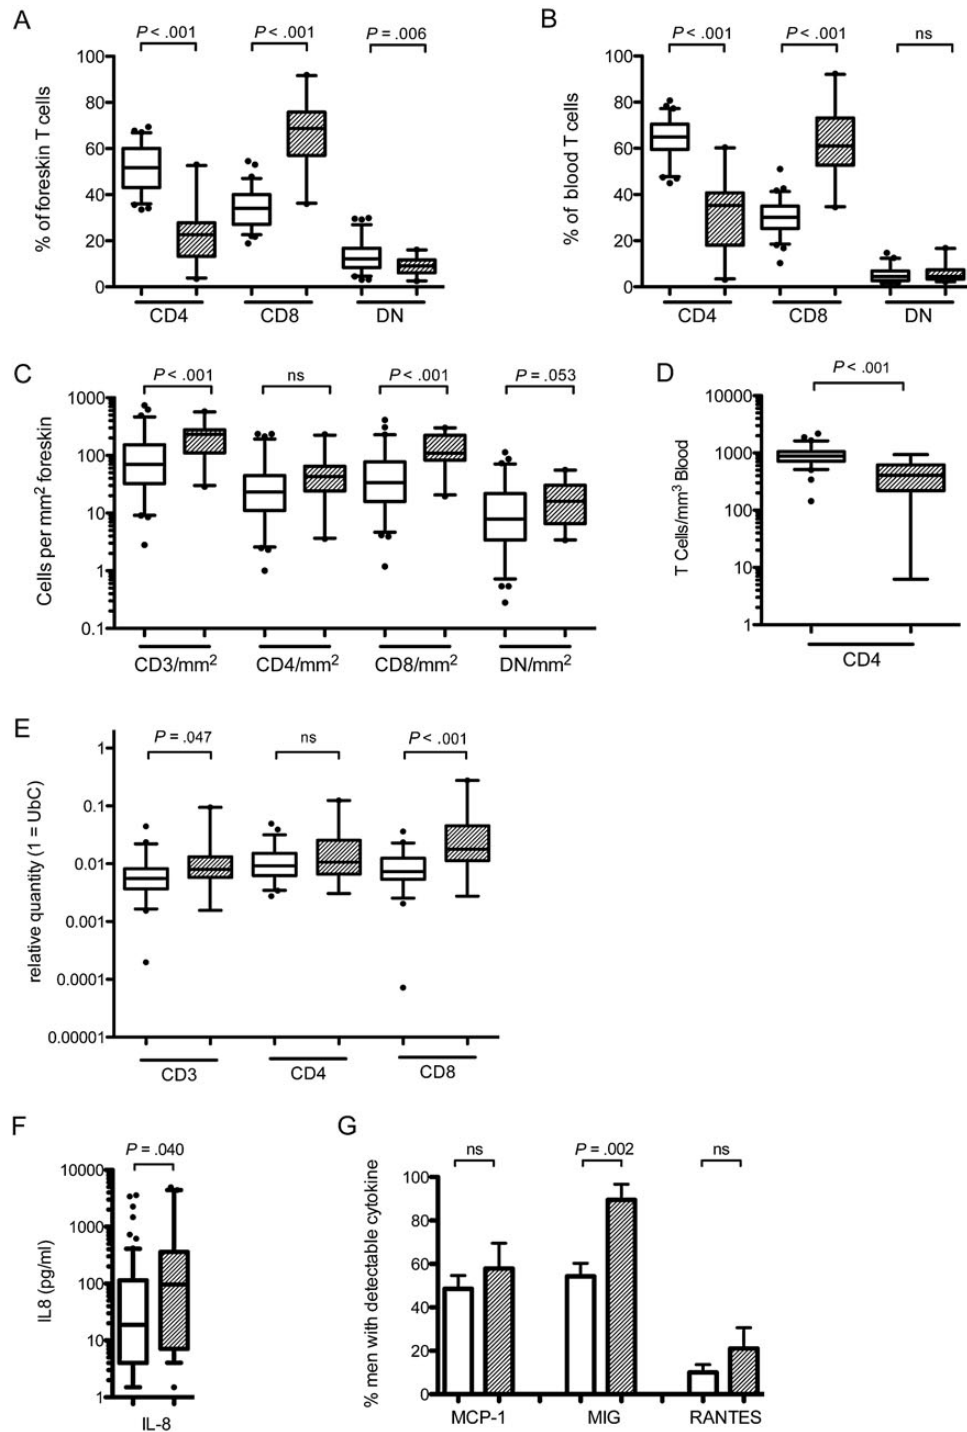 A
P < .001
P < .001
P = .006
100
80
60
40
20
0
% of foreskin T cells
CD4
CD8
DN
B
P < .001
P < .001
ns
100
80
60
40
20
0
% of blood T cells
CD4
CD8
DN
C
P < .001
ns
P < .001
P = .053
1000
100
10
1
0.1
Cells per mm² foreskin
CD3/mm²
CD4/mm²
CD8/mm²
DN/mm²
D
P < .001
10000
1000
100
10
1
T Cells/mm³ Blood
CD4
E
P = .047
ns
P < .001
1
0.1
0.01
0.001
0.0001
0.00001
relative quantity (1 = UbC)
CD3
CD4
CD8
F
P = .040
10000
1000
100
10
1
IL8 (pg/ml)
IL-8
G
ns
P = .002
ns
100
80
60
40
20
0
% men with detectable cytokine
MCP-1
MIG
RANTES